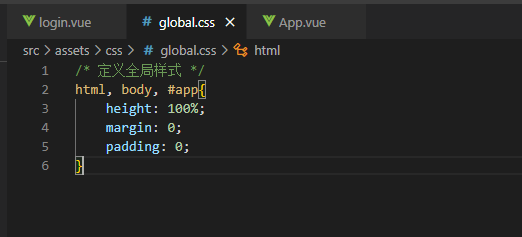 login.vue # global.css × App.vue
src > assets > css > # global.css > html
1 /* 定义全局样式 */
2 html, body, #app{
3 height: 100%;
4 margin: 0;
5 padding: 0;
6 }